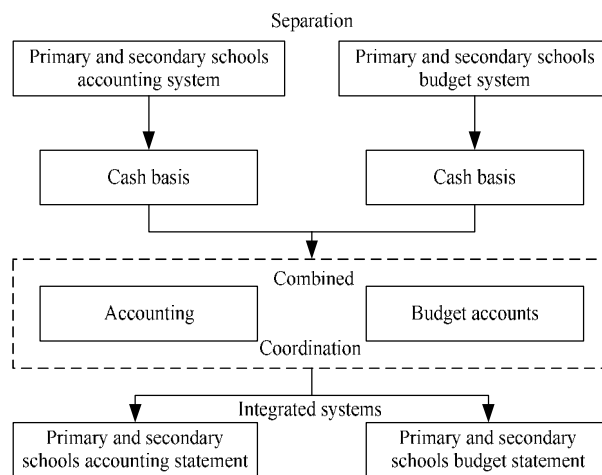 Separation
Primary and secondary schools
accounting system
Primary and secondary schools
budget system
Cash basis
Cash basis
Combined
Accounting
Budget accounts
Coordination
Integrated systems
Primary and secondary
schools accounting statement
Primary and secondary
schools budget statement